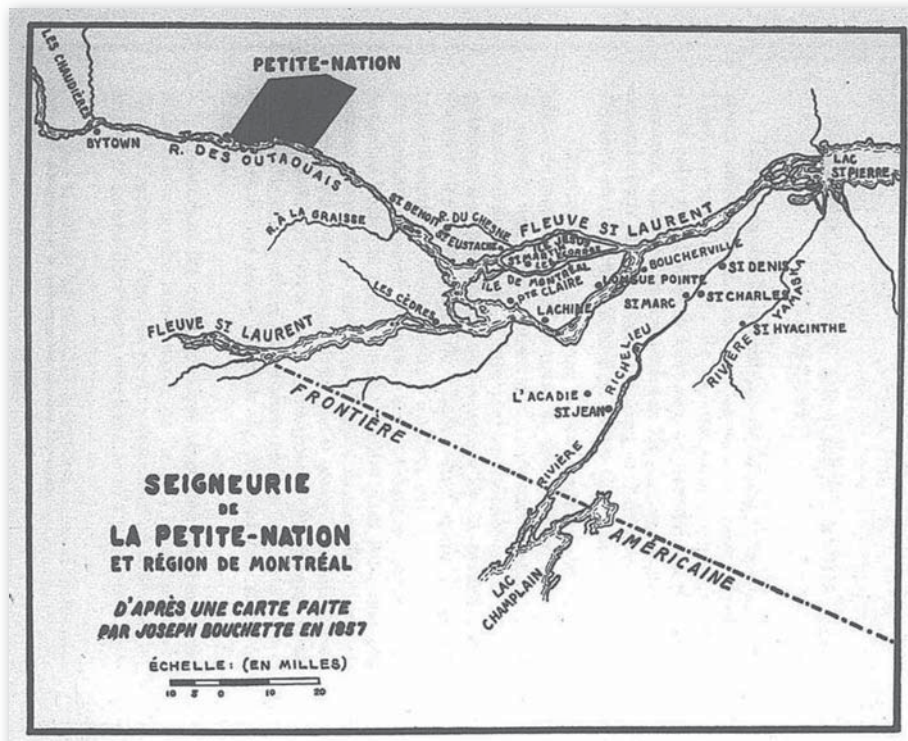 LES CHAUDIÈRES
PETITE-NATION
BYTOWN
R. DES OUTAOUAIS
LAC
ST PIERRE
ST BENOIT
R. DU CHESNE
FLEUVE ST LAURENT
R. À LA GRAISSE
ST EUSTACHE
ILE JÉSUS
ST MARTIN
ILE DE MONTRÉAL
BOUCHERVILLE
PTE CLAIRE
LONGUE POINTE
ST DENIS
LES CÈDRES
LACHINE
ST MARC
ST CHARLES
FLEUVE ST LAURENT
ST HYACINTHE
RIVIÈRE YAMASKA
L'ACADIE
ST JEAN
RIVIÈRE RICHELIEU
FRONTIÈRE AMÉRICAINE
LAC
CHAMPLAIN
SEIGNEURIE
DE
LA PETITE-NATION
ET RÉGION DE MONTRÉAL
D'APRÈS UNE CARTE FAITE
PAR JOSEPH BOUCHETTE EN 1857
ÉCHELLE: (EN MILLES)
10 5 0 10 20